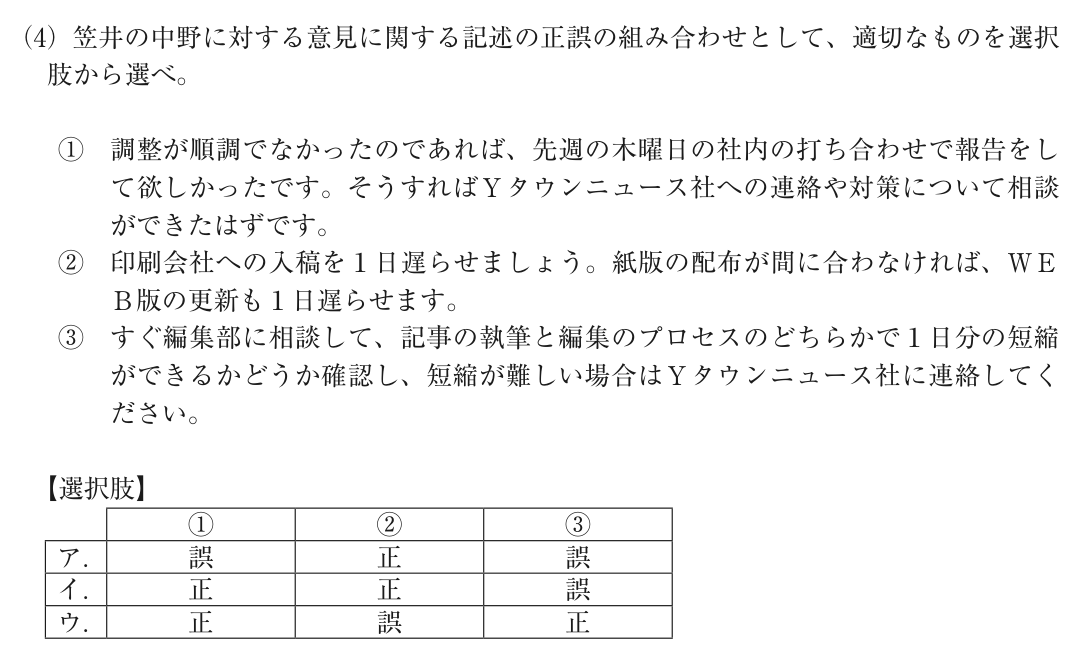 (4) 笠井の中野に対する意見に関する記述の正誤の組み合わせとして、適切なものを選択
肢から選べ。
① 調整が順調でなかったのであれば、先週の木曜日の社内の打ち合わせで報告をし
て欲しかったです。そうすればＹタウンニュース社への連絡や対策について相談
ができたはずです。
② 印刷会社への入稿を１日遅らせましょう。紙版の配布が間に合わなければ、ＷＥ
Ｂ版の更新も１日遅らせます。
③ すぐ編集部に相談して、記事の執筆と編集のプロセスのどちらかで１日分の短縮
ができるかどうか確認し、短縮が難しい場合はＹタウンニュース社に連絡してく
ださい。
【選択肢】
① ② ③
ア． 誤 正 誤
イ． 正 正 誤
ウ． 正 誤 正